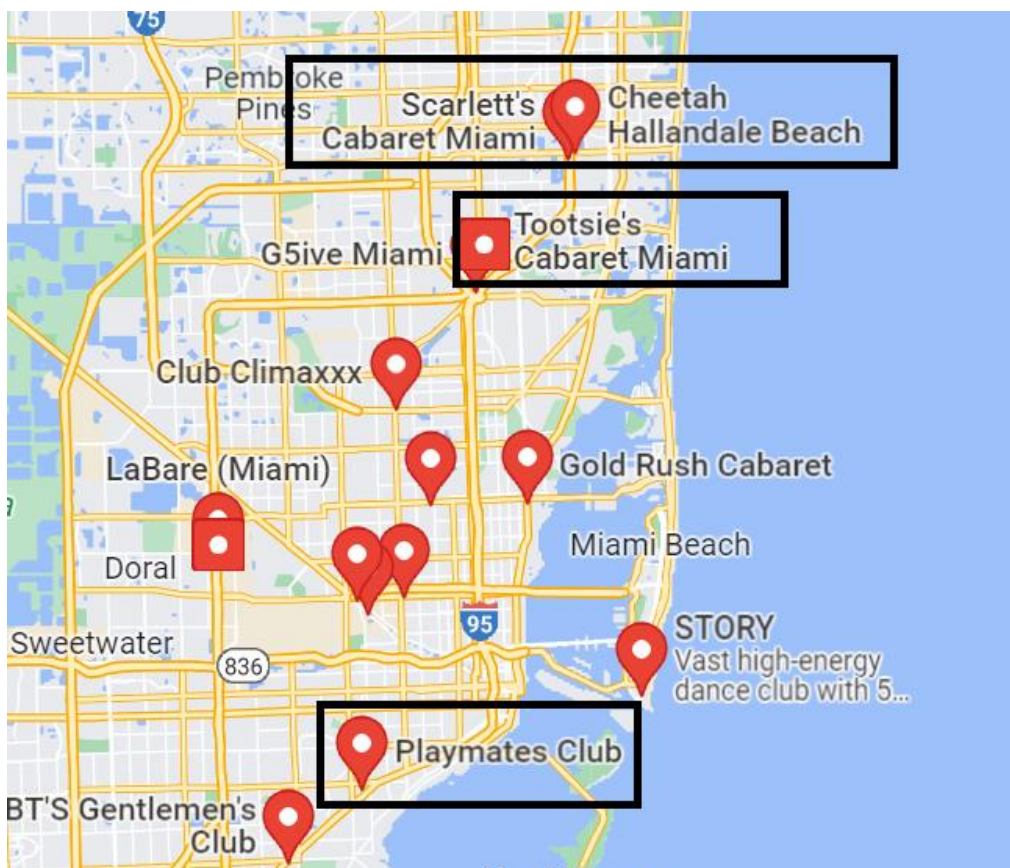 75
Pembroke
Pines
Scarlett's
Cabaret Miami
Cheetah
Hallandale Beach
Tootsie's
Cabaret Miami
G5ive Miami
Club Climaxxx
LaBare (Miami)
Gold Rush Cabaret
Doral
Miami Beach
95
Sweetwater
836
STORY
Vast high-energy
dance club with 5...
Playmates Club
BT'S Gentlemen's
Club